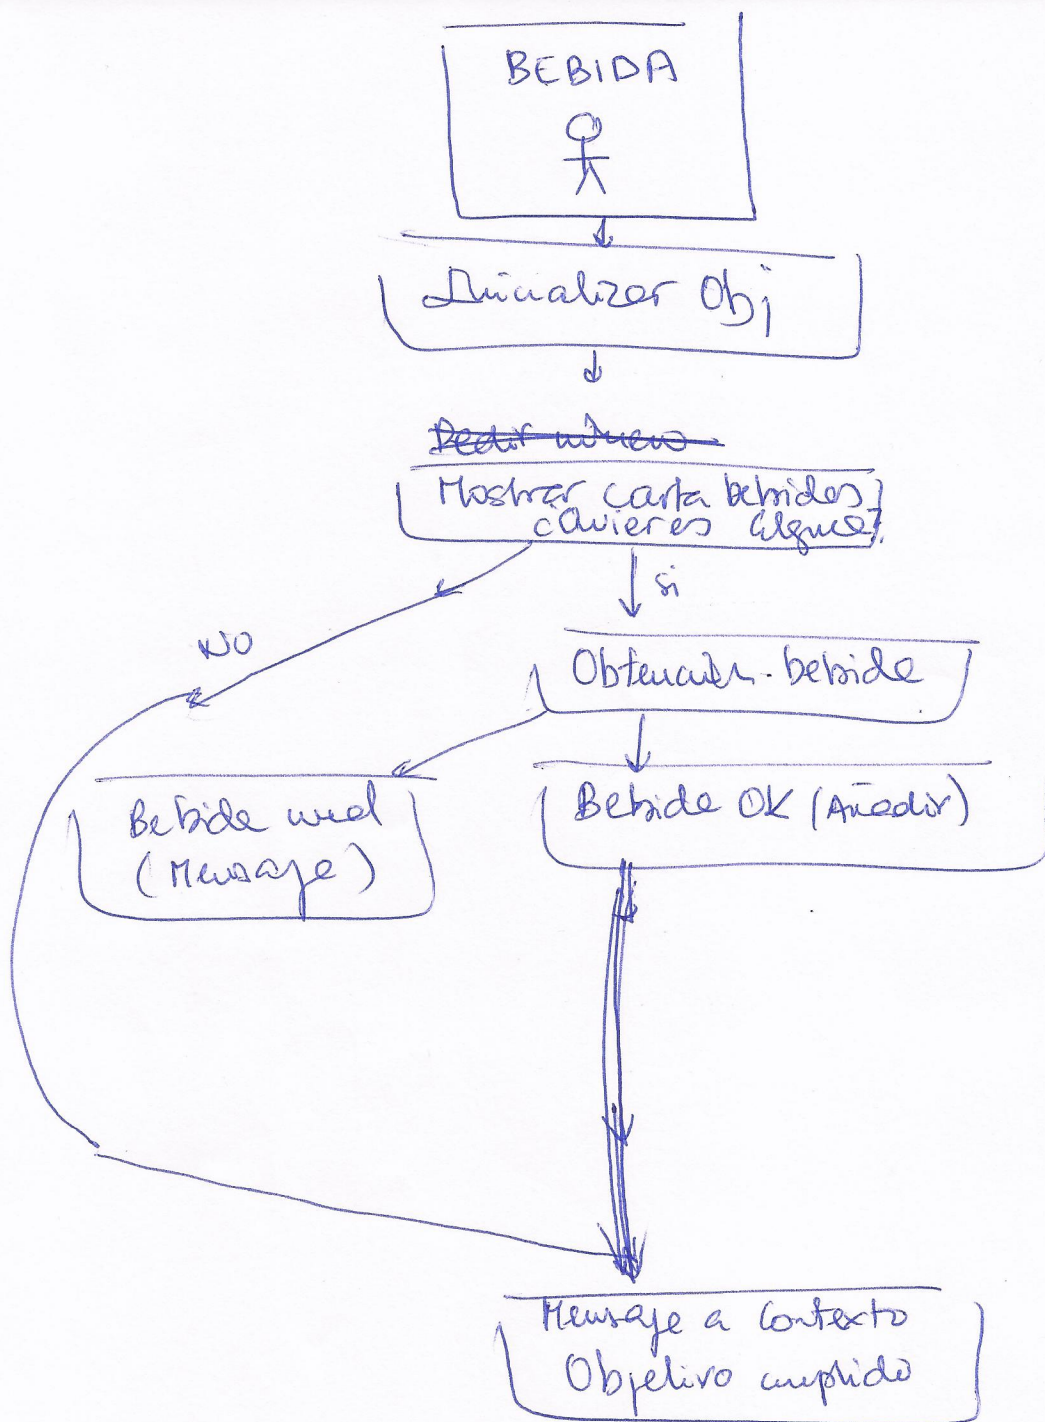 BEBIDA
Inicializar Obj
Pedir número
Mostrar carta bebidas
¿Quieres alguna?
si
NO
Obtención bebida
Bebida mal
(Mensaje)
Bebida OK (Añadir)
Mensaje a Contexto
Objetivo cumplido